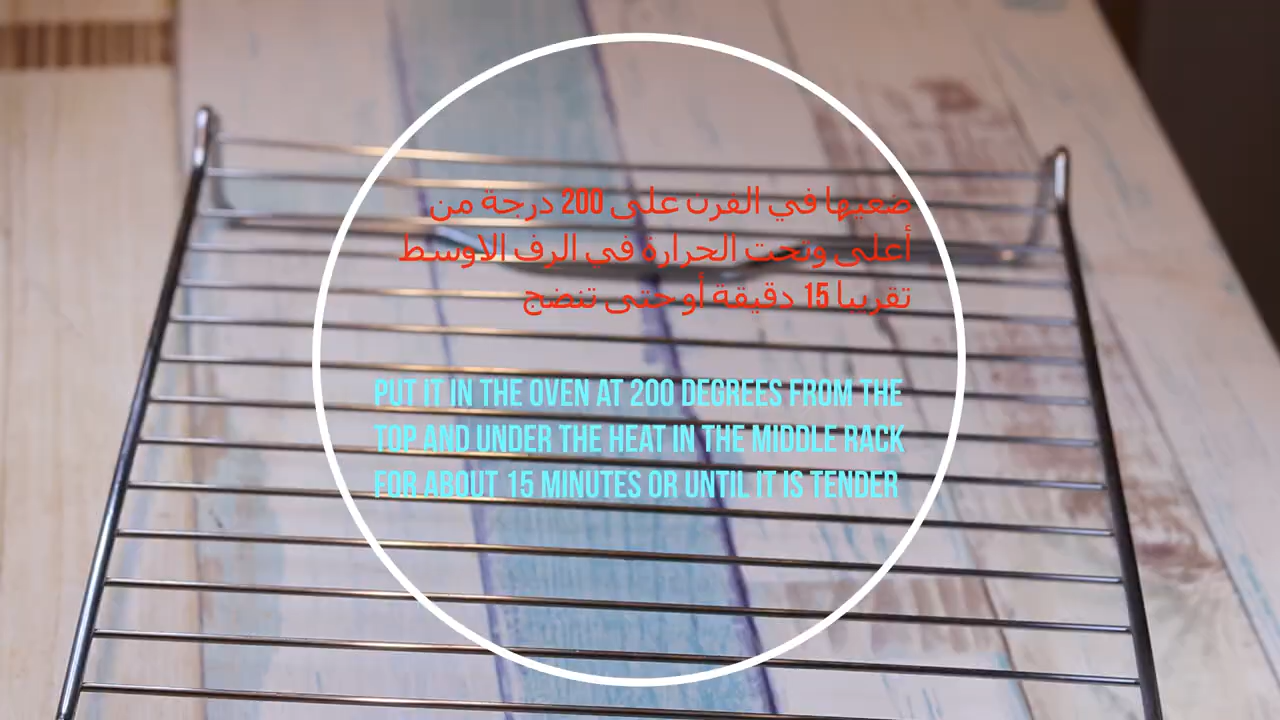 ضعيها في الفرن على 200 درجة من
أعلى وتحت الحرارة في الرف الاوسط
تقريبا 15 دقيقة أو حتى تنضج
PUT IT IN THE OVEN AT 200 DEGREES FROM THE
TOP AND UNDER THE HEAT IN THE MIDDLE RACK
FOR ABOUT 15 MINUTES OR UNTIL IT IS TENDER